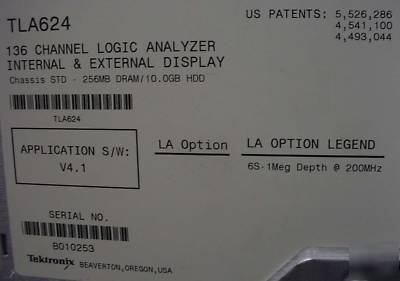 TLA624
US PATENTS: 5,526,286
4,541,100
4,493,044
136 CHANNEL LOGIC ANALYZER
INTERNAL & EXTERNAL DISPLAY
Chassis STD - 256MB DRAM/10.0GB HDD
TLA624
APPLICATION S/W:
V4.1
LA Option
LA OPTION LEGEND
6S-1Meg Depth @ 200MHz
SERIAL NO.
B010253
Tektronix BEAVERTON, OREGON, USA